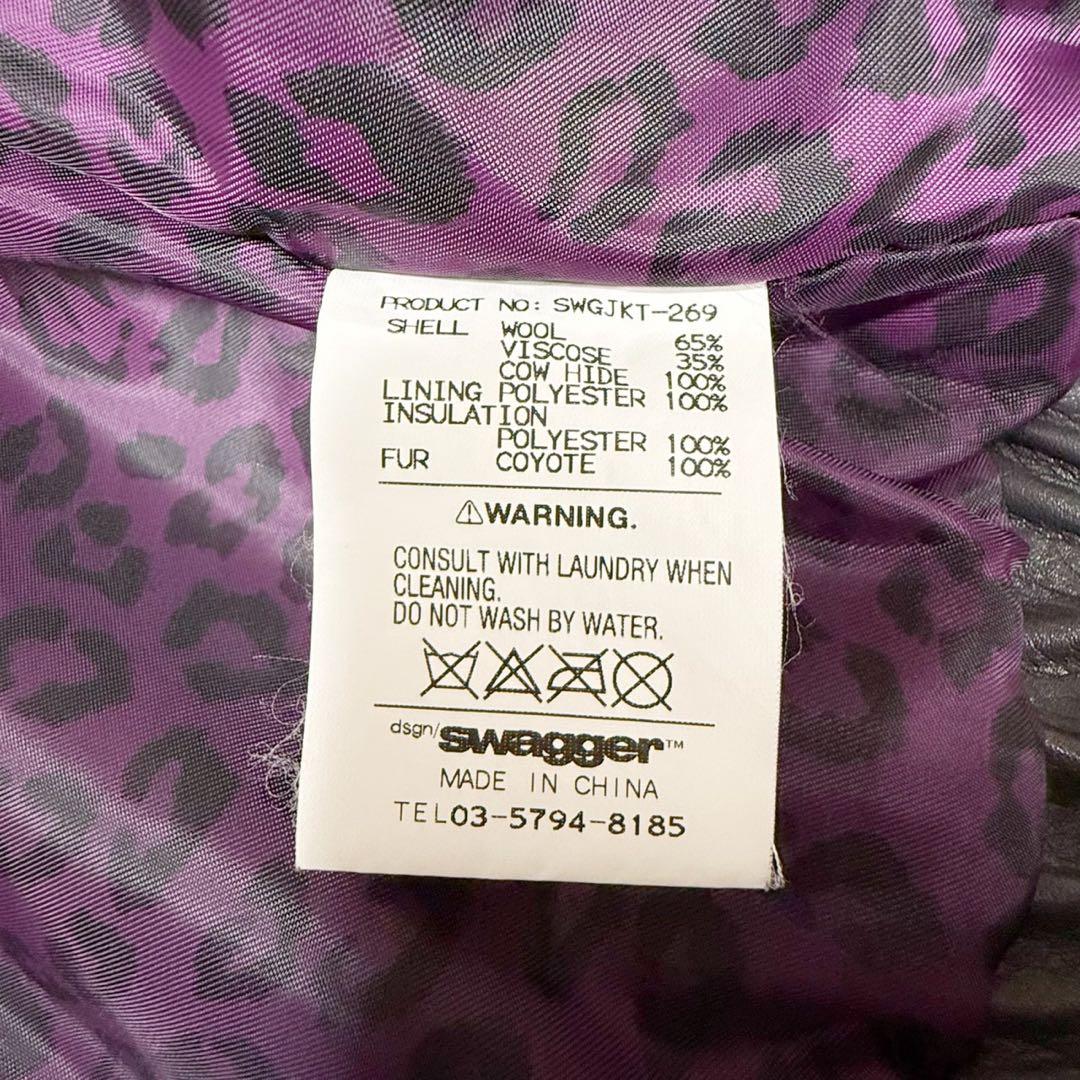 PRODUCT NO: SWGJKT-269
SHELL WOOL 65%
VISCOSE 35%
COW HIDE 100%
LINING POLYESTER 100%
INSULATION
POLYESTER 100%
FUR COYOTE 100%
⚠WARNING.
CONSULT WITH LAUNDRY WHEN
CLEANING.
DO NOT WASH BY WATER.
dsgn/swagger™
MADE IN CHINA
TEL03-5794-8185